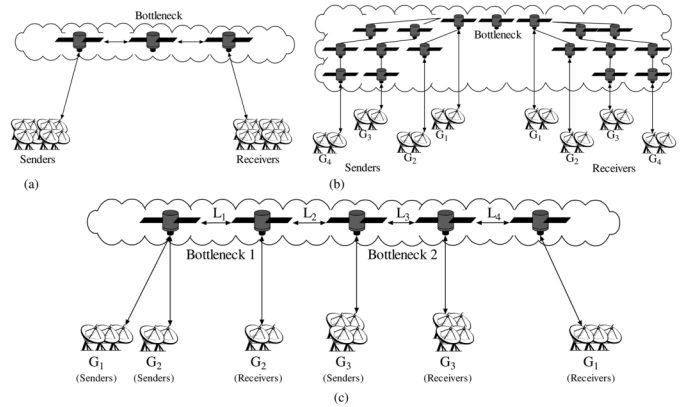 Bottleneck
Senders
Receivers
(a)
Bottleneck
G4
G3
G2
G1
G1
G2
G3
G4
Senders
Receivers
(b)
L1
L2
L3
L4
Bottleneck 1
Bottleneck 2
G1
G2
G2
G3
G3
G1
(Senders)
(Senders)
(Receivers)
(Senders)
(Receivers)
(Receivers)
(c)